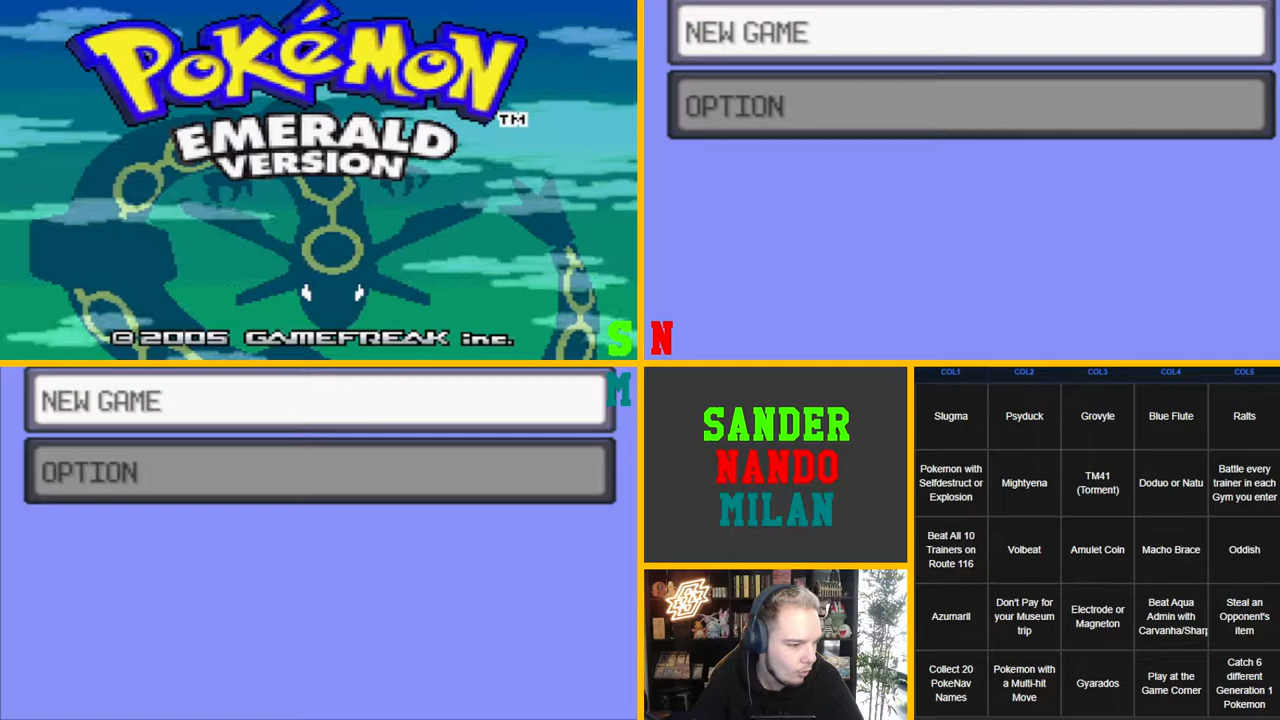 POKéMON
TM
EMERALD
VERSION
©2005 GAMEFREAK inc.
S
NEW GAME
OPTION
N
M
NEW GAME
OPTION
SANDER
NANDO
MILAN
COL1 COL2 COL3 COL4 COL5
Slugma
Psyduck
Grovyle
Blue Flute
Ralts
Pokemon with
Selfdestruct or
Explosion
Mightyena
TM41
(Torment)
Doduo or Natu
Battle every
trainer in each
Gym you enter
Beat All 10
Trainers on
Route 116
Volbeat
Amulet Coin
Macho Brace
Oddish
Azumaril
Don't Pay for
your Museum
trip
Electrode or
Magneton
Beat Aqua
Admin with
Carvanha/Sharp
Steal an
Opponent's
item
Collect 20
PokeNav
Names
Pokemon with
a Multi-hit
Move
Gyarados
Play at the
Game Corner
Catch 6
different
Generation 1
Pokemon